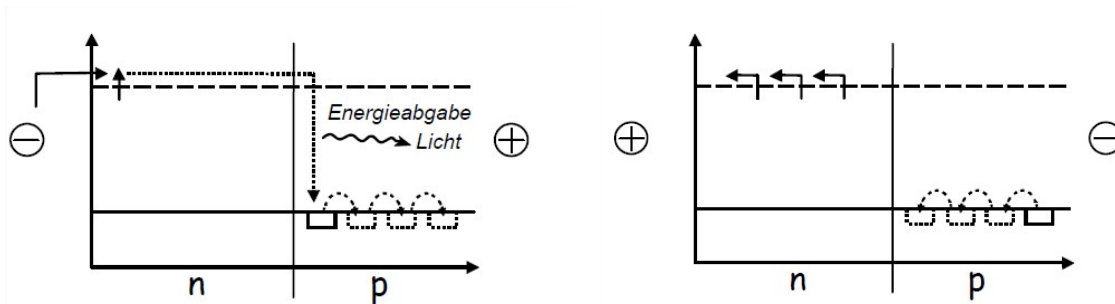 Energieabgabe
Licht
− +
n p
+ −
n p